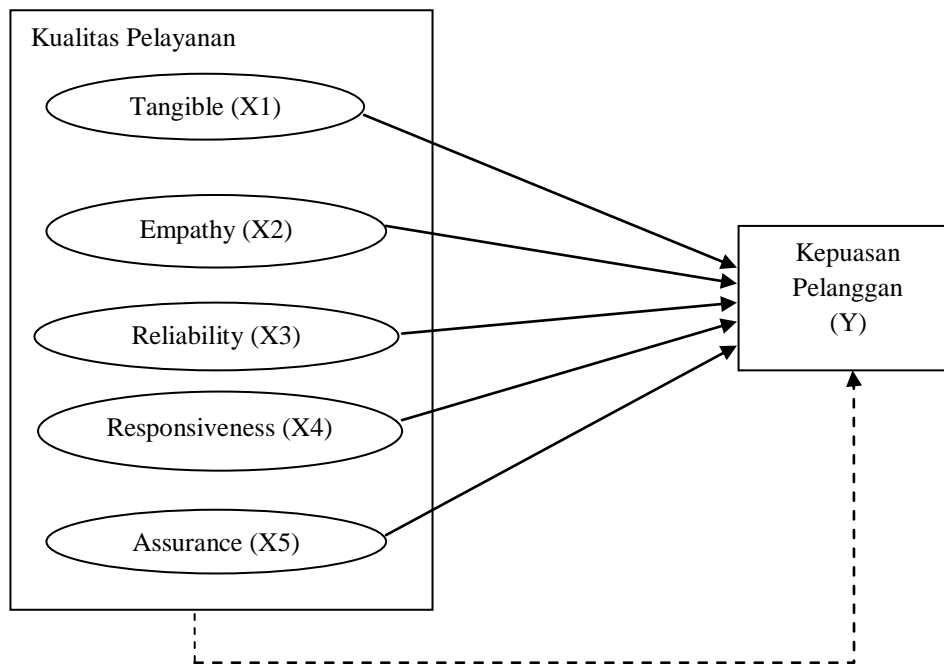 Kualitas Pelayanan
Tangible (X1)
Empathy (X2)
Reliability (X3)
Responsiveness (X4)
Assurance (X5)
Kepuasan
Pelanggan
(Y)